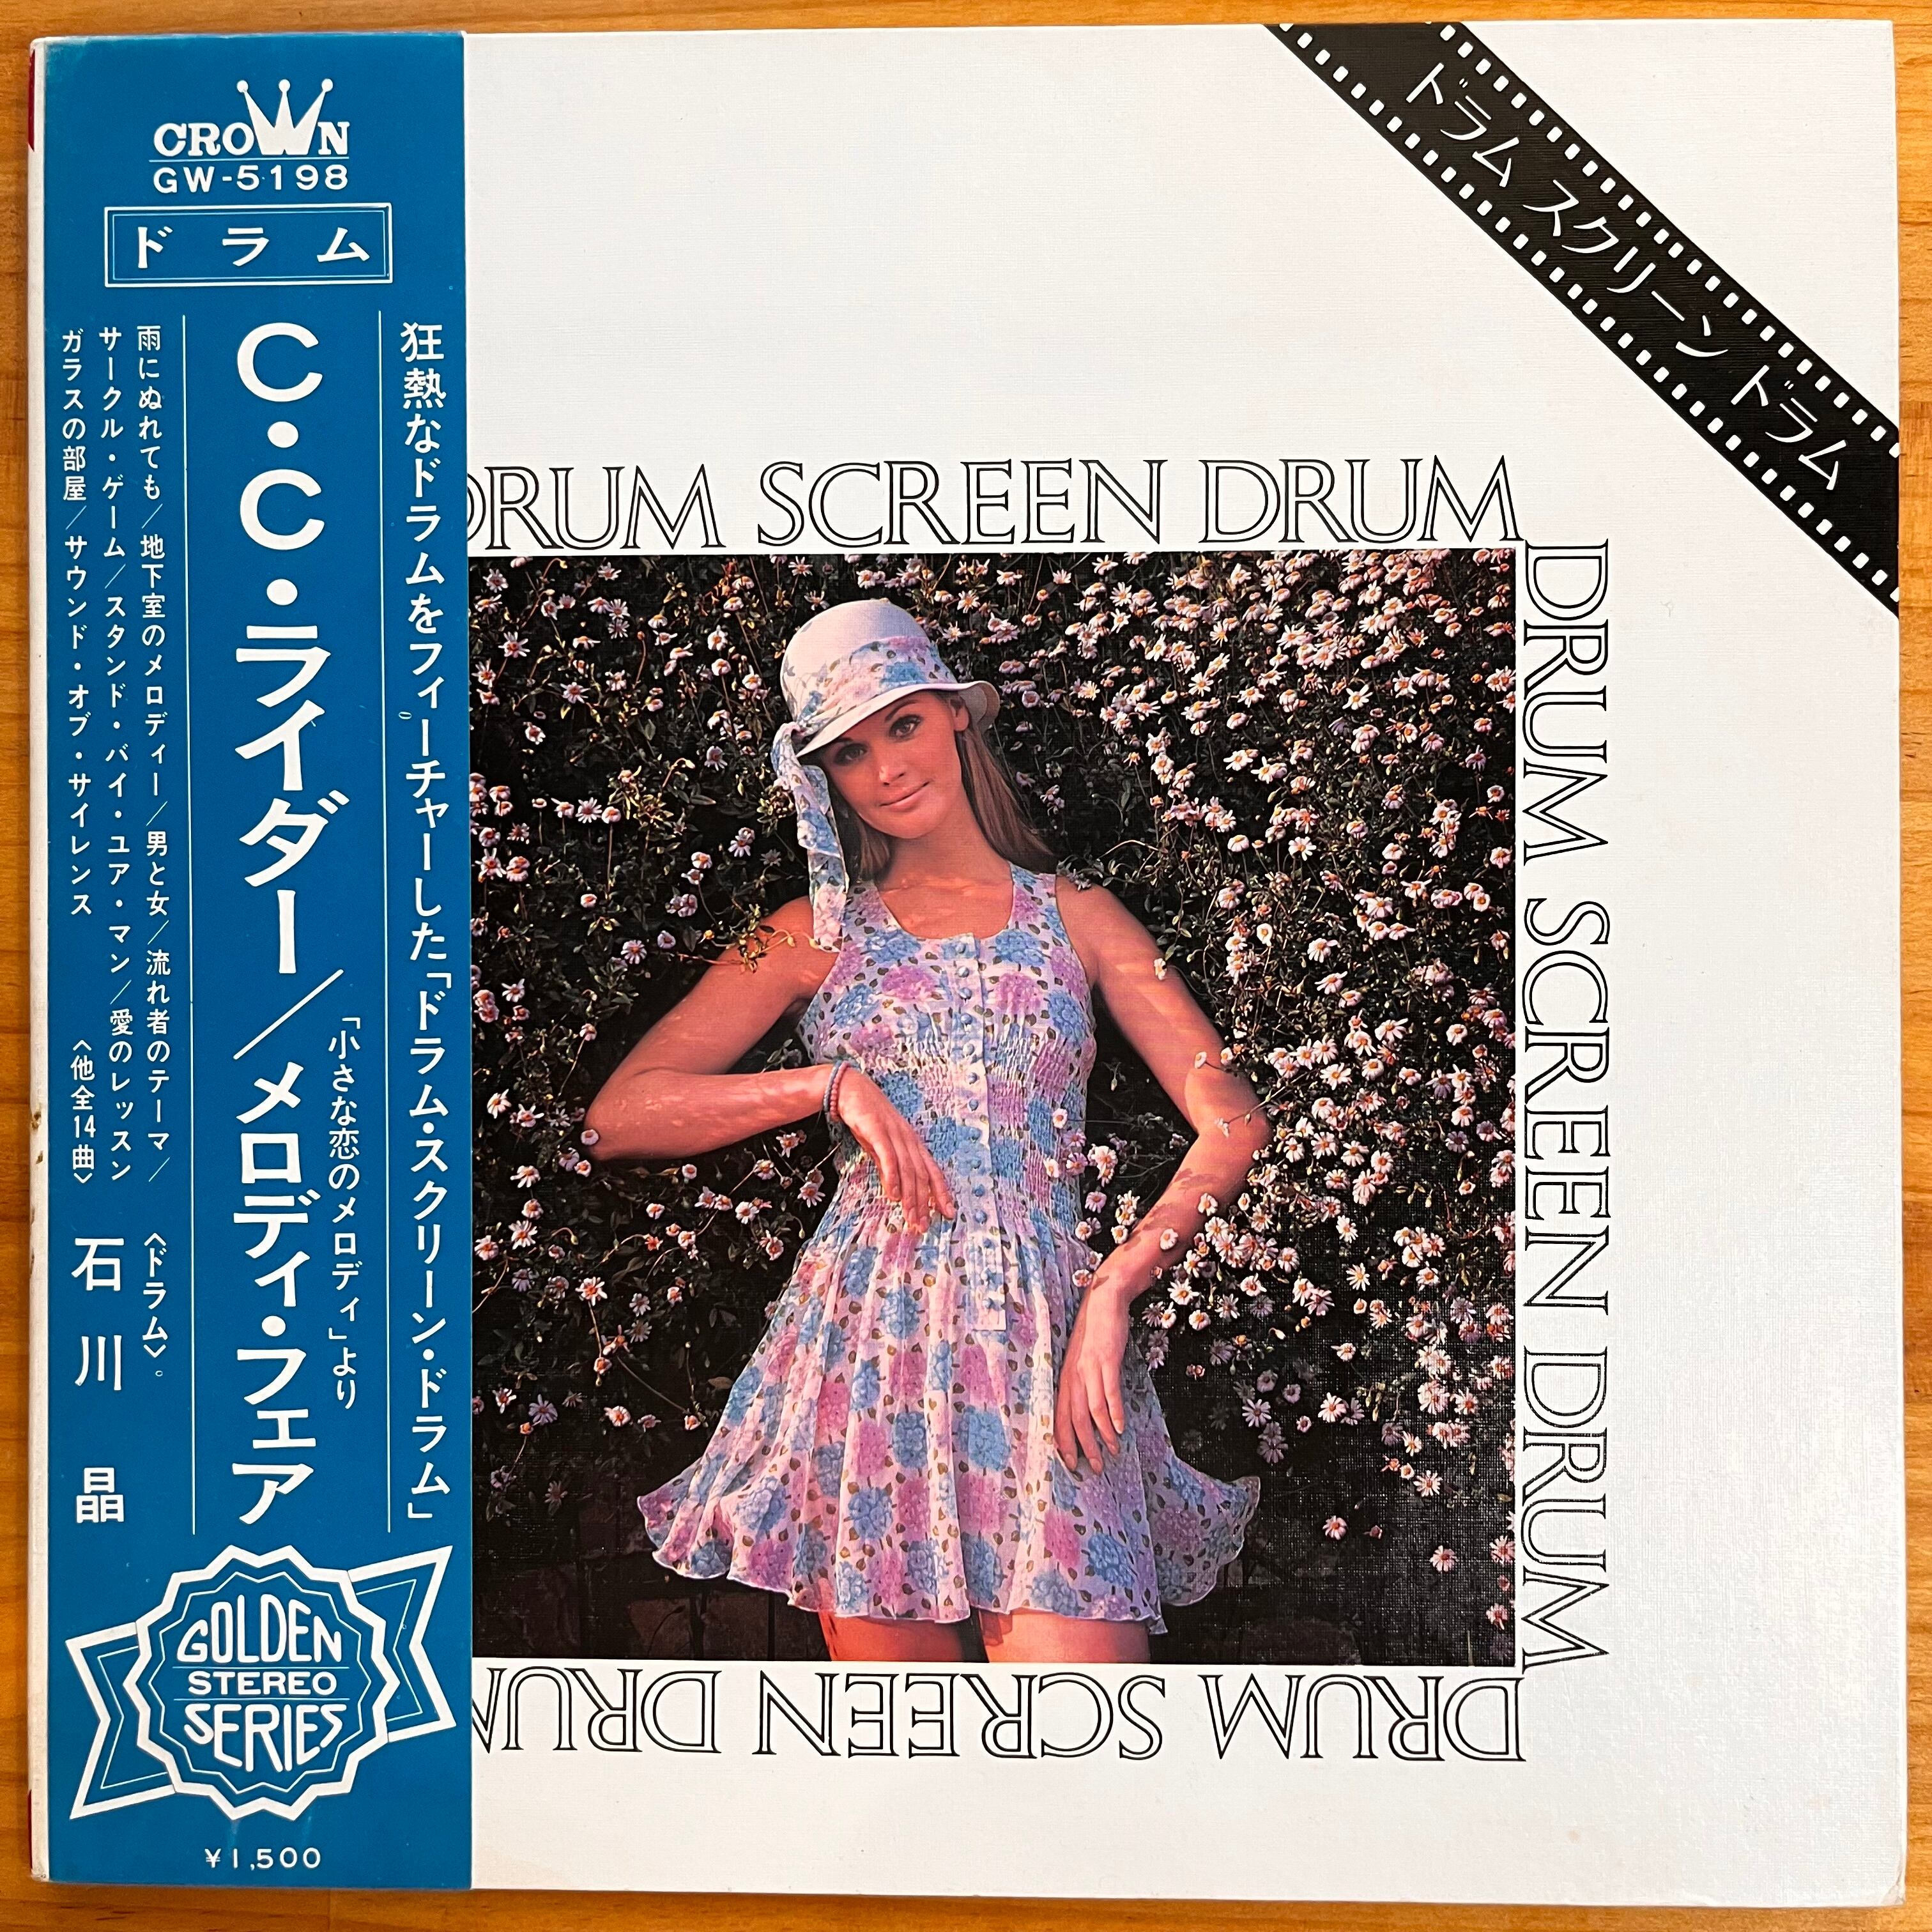 CROWN
GW-5198
ドラム
狂熱なドラムをフィーチャーした「ドラム・スクリーン・ドラム」
「小さな恋のメロディ」より
C・C・ライダー/メロディ・フェア
雨にぬれても/地下室のメロディー/男と女/流れ者のテーマ/
サークル・ゲーム/スタンド・バイ・ユア・マン/愛のレッスン
ガラスの部屋/サウンド・オブ・サイレンス
〈他全14曲〉
〈ドラム〉
石川 晶
GOLDEN
STEREO
SERIES
¥1,500
ドラム スクリーン ドラム
DRUM SCREEN DRUM
DRUM SCREEN DRUM
DRUM SCREEN DRUM